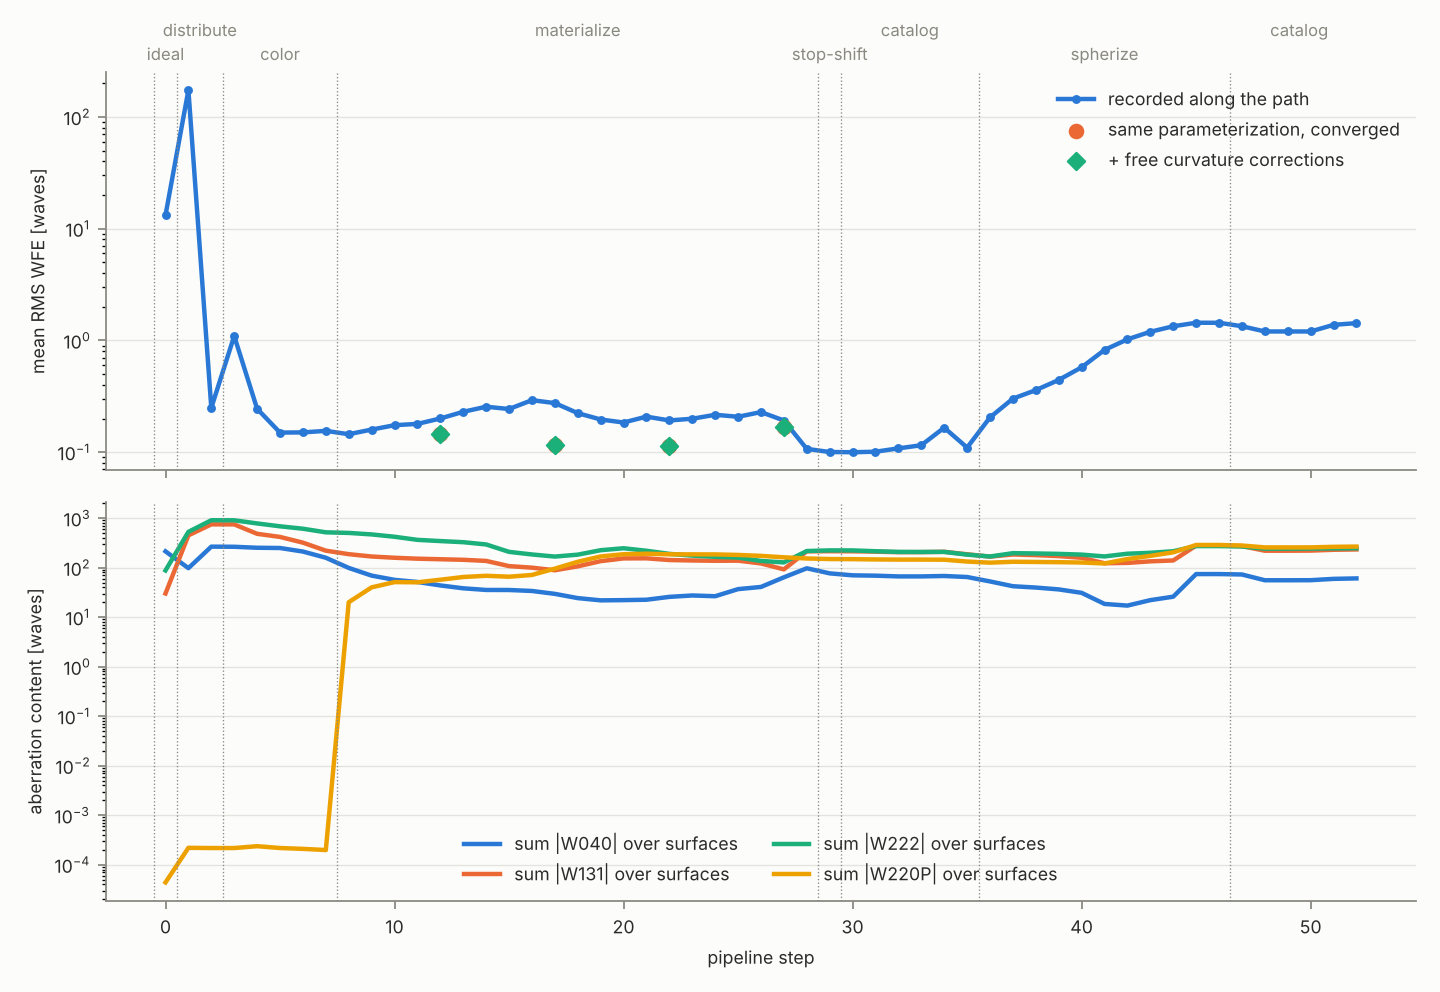 distribute materialize catalog catalog
ideal color stop-shift spherize
mean RMS WFE [waves]
10²
10¹
10⁰
10⁻¹
recorded along the path
same parameterization, converged
+ free curvature corrections
aberration content [waves]
10³
10²
10¹
10⁰
10⁻¹
10⁻²
10⁻³
10⁻⁴
sum |W040| over surfaces sum |W222| over surfaces
sum |W131| over surfaces sum |W220P| over surfaces
0 10 20 30 40 50
pipeline step